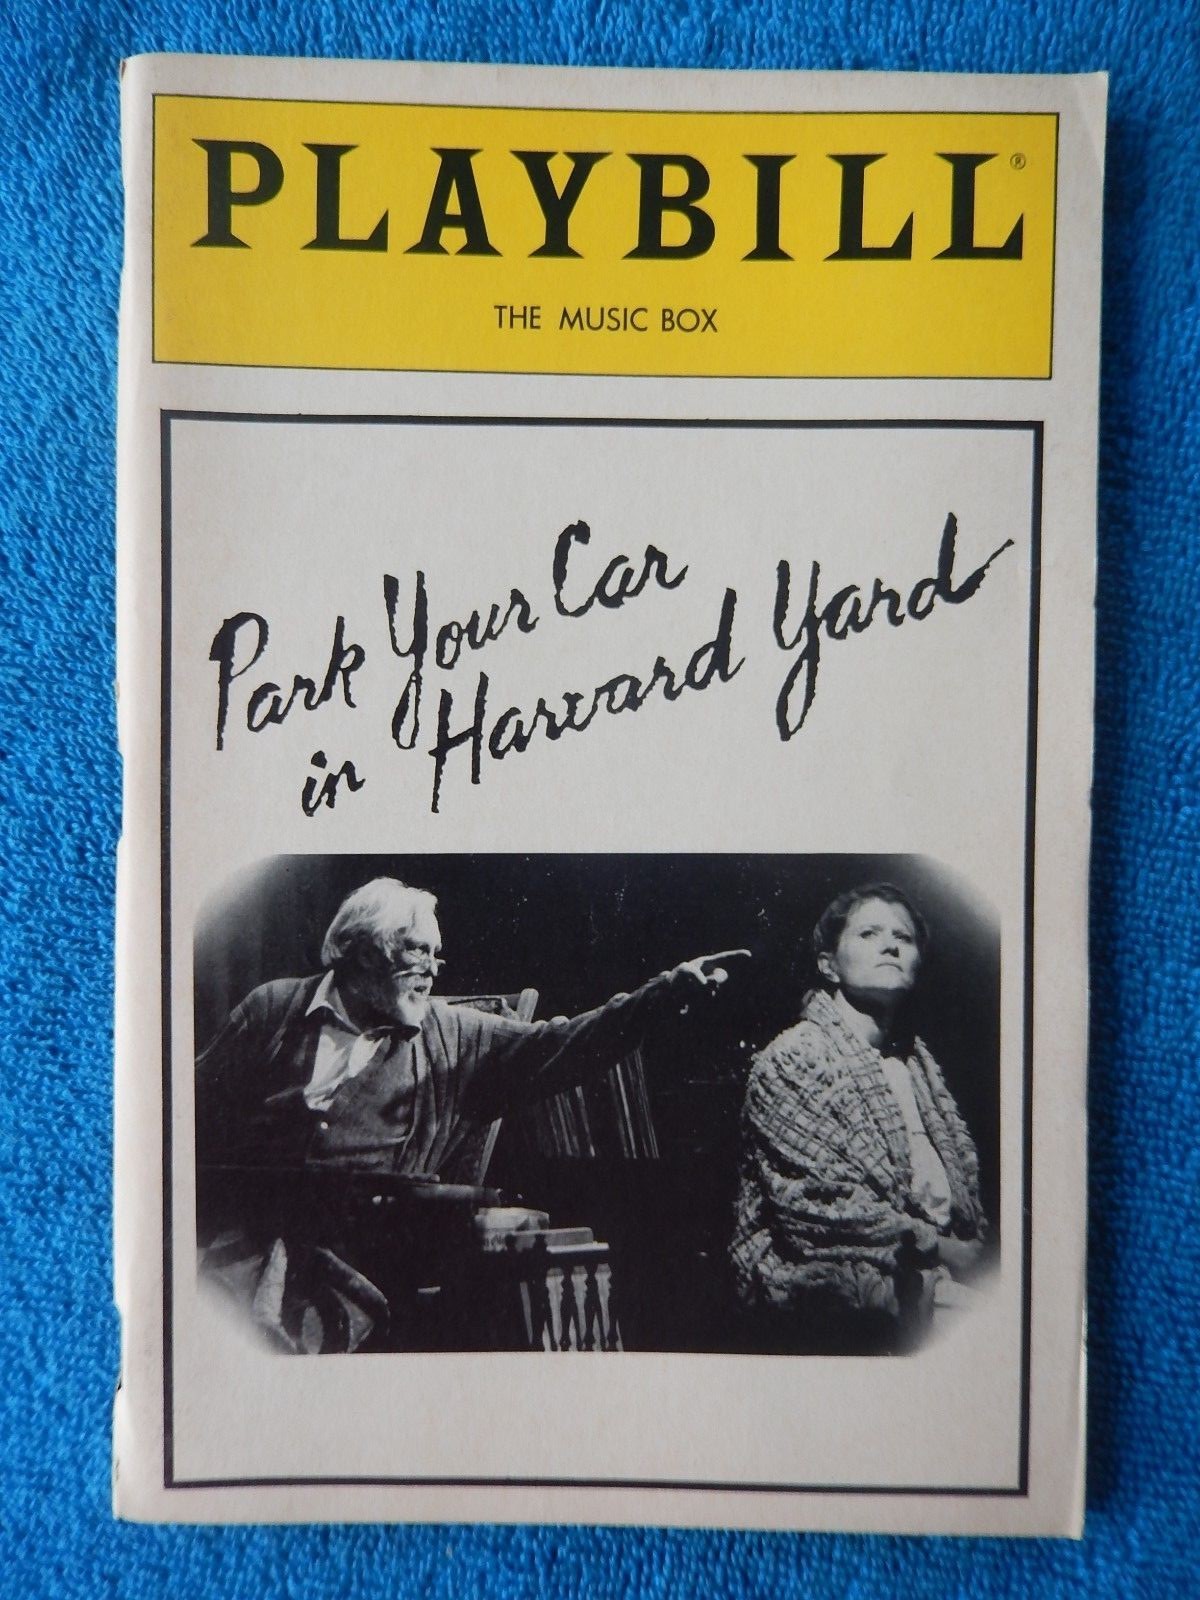 PLAYBILL®
THE MUSIC BOX
Park Your Car
in Harvard Yard